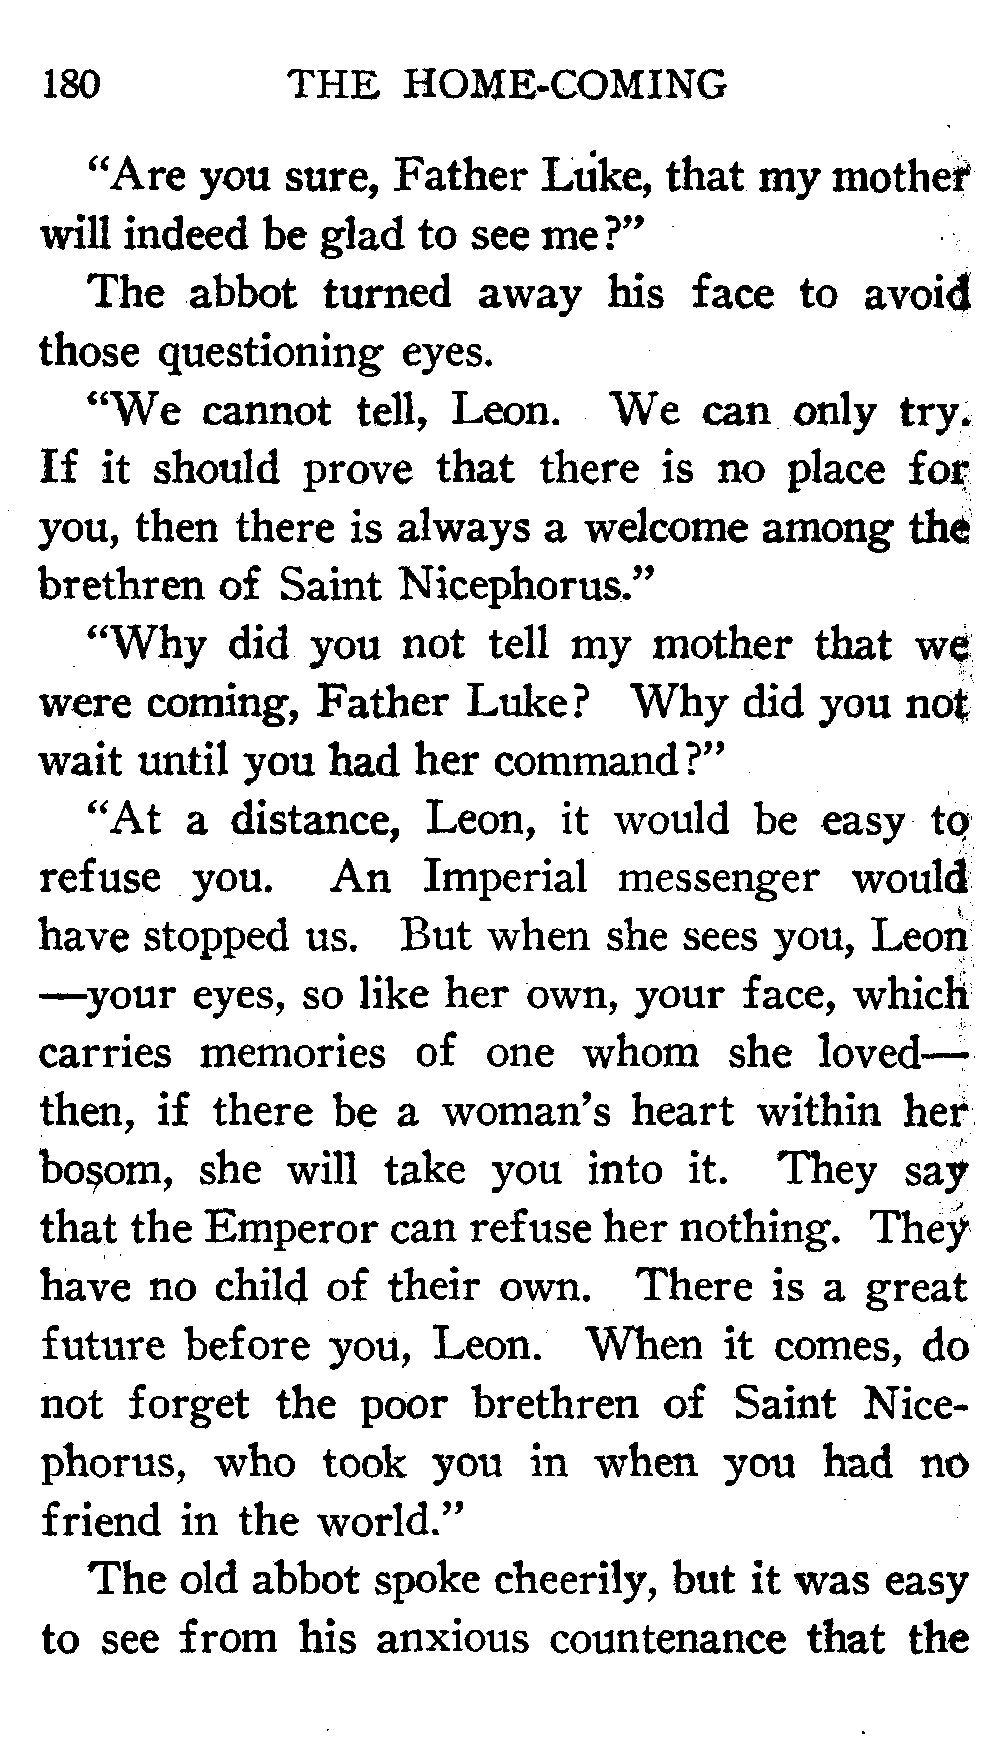 180 THE HOME-COMING
“Are you sure, Father Luke, that my mother
will indeed be glad to see me?”
The abbot turned away his face to avoid
those questioning eyes.
“We cannot tell, Leon. We can only try.
If it should prove that there is no place for
you, then there is always a welcome among the
brethren of Saint Nicephorus.”
“Why did you not tell my mother that we
were coming, Father Luke? Why did you not
wait until you had her command?”
“At a distance, Leon, it would be easy to
refuse you. An Imperial messenger would
have stopped us. But when she sees you, Leon
—your eyes, so like her own, your face, which
carries memories of one whom she loved—
then, if there be a woman’s heart within her
bosom, she will take you into it. They say
that the Emperor can refuse her nothing. They
have no child of their own. There is a great
future before you, Leon. When it comes, do
not forget the poor brethren of Saint Nice-
phorus, who took you in when you had no
friend in the world.”
The old abbot spoke cheerily, but it was easy
to see from his anxious countenance that the